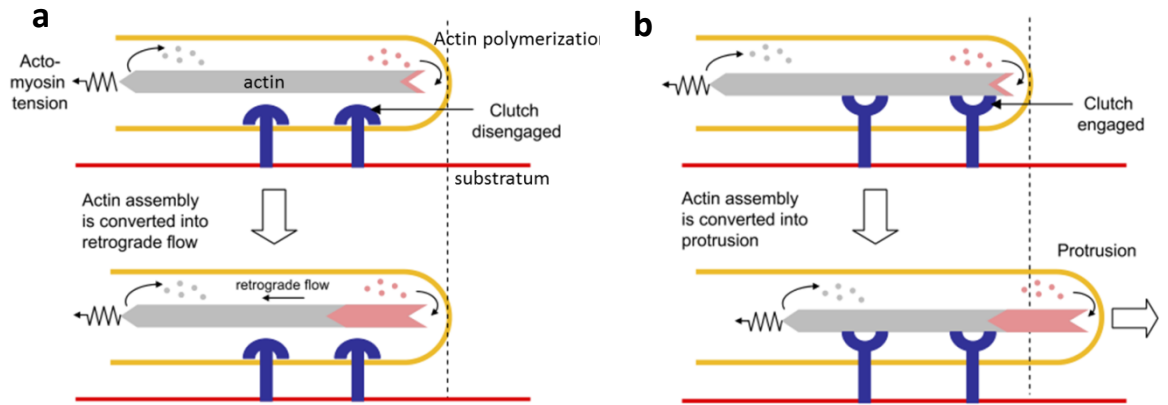 a
Actin polymerization
Acto-
myosin
tension
actin
Clutch
disengaged
substratum
Actin assembly
is converted into
retrograde flow
retrograde flow
b
Clutch
engaged
Actin assembly
is converted into
protrusion
Protrusion